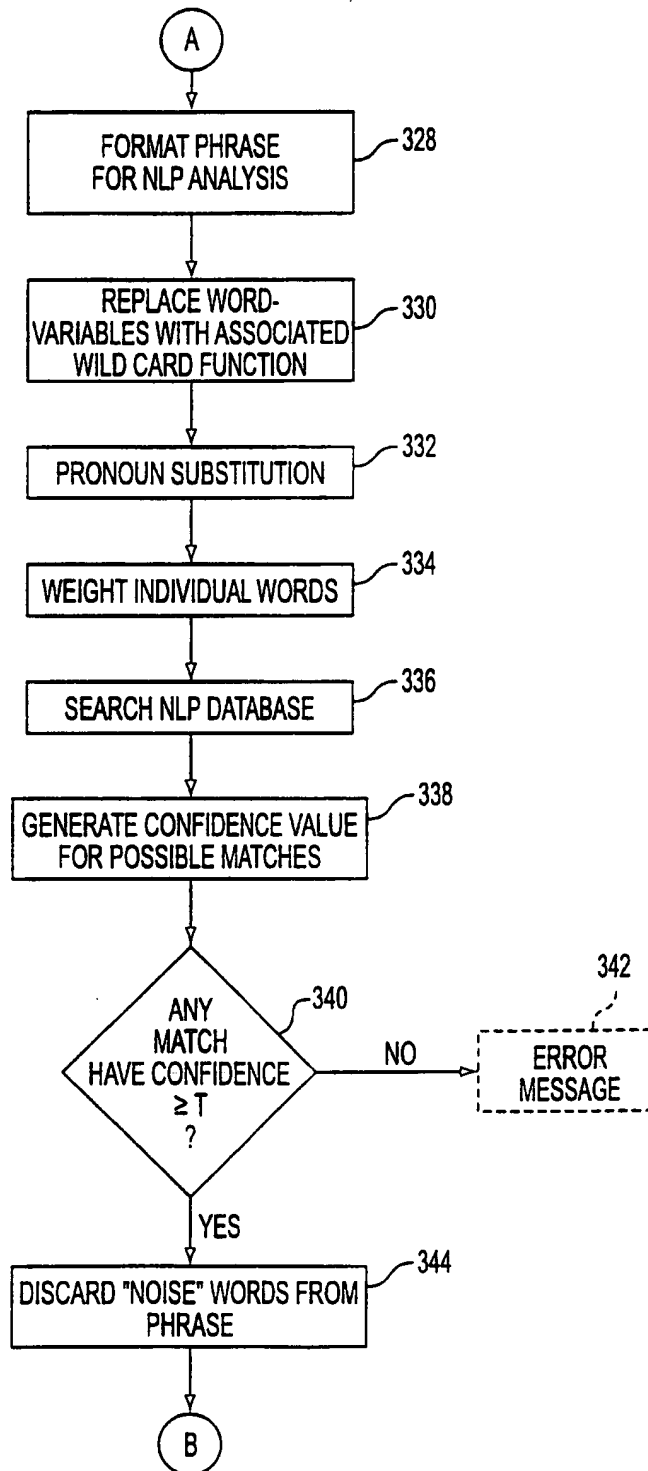 A
FORMAT PHRASE
FOR NLP ANALYSIS
328
REPLACE WORD-
VARIABLES WITH ASSOCIATED
WILD CARD FUNCTION
330
PRONOUN SUBSTITUTION
332
WEIGHT INDIVIDUAL WORDS
334
SEARCH NLP DATABASE
336
GENERATE CONFIDENCE VALUE
FOR POSSIBLE MATCHES
338
ANY
MATCH
HAVE CONFIDENCE
≥ T
?
340
NO
342
ERROR
MESSAGE
YES
DISCARD "NOISE" WORDS FROM
PHRASE
344
B